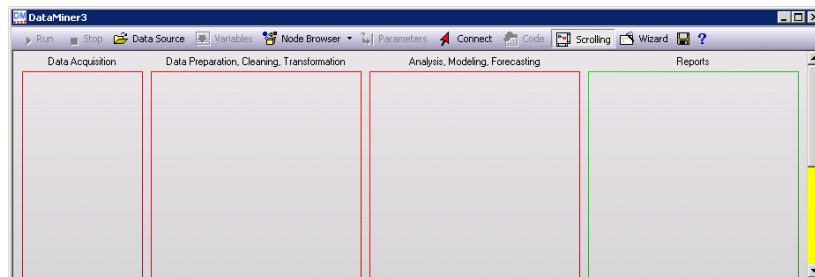 DM DataMiner3
Run Stop Data Source Variables Node Browser Parameters Connect Code Scrolling Wizard ?
Data Acquisition Data Preparation, Cleaning, Transformation Analysis, Modeling, Forecasting Reports